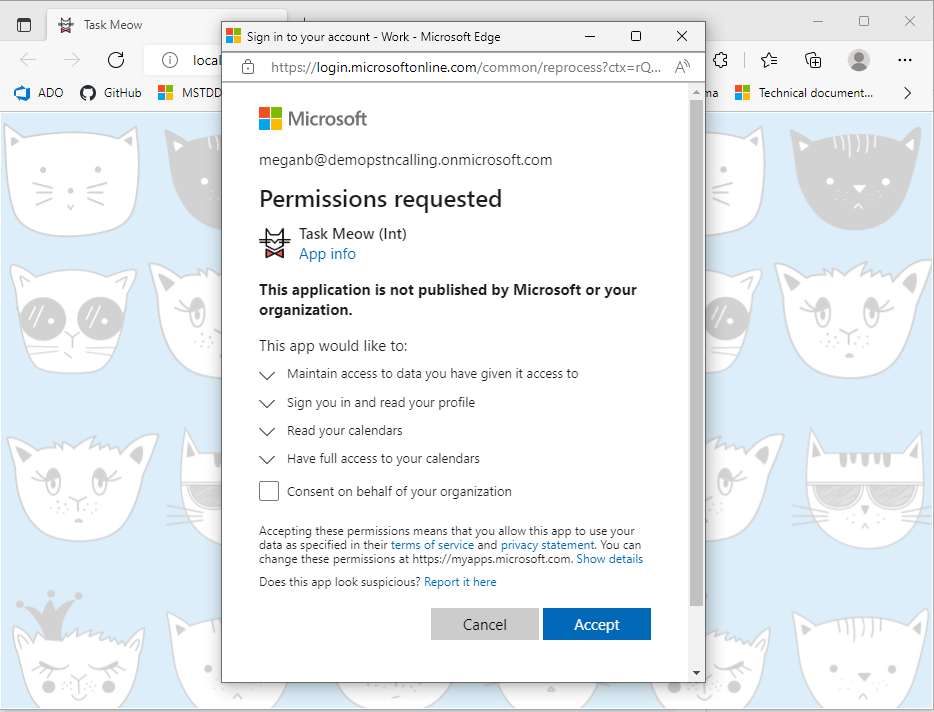 Task Meow
Sign in to your account - Work - Microsoft Edge
local
https://login.microsoftonline.com/common/reprocess?ctx=rQ...
ADO
GitHub
MSTDD
ma
Technical document...
Microsoft
meganb@demopstncalling.onmicrosoft.com
Permissions requested
Task Meow (Int)
App info
This application is not published by Microsoft or your
organization.
This app would like to:
Maintain access to data you have given it access to
Sign you in and read your profile
Read your calendars
Have full access to your calendars
Consent on behalf of your organization
Accepting these permissions means that you allow this app to use your
data as specified in their terms of service and privacy statement. You can
change these permissions at https://myapps.microsoft.com. Show details
Does this app look suspicious? Report it here
Cancel
Accept